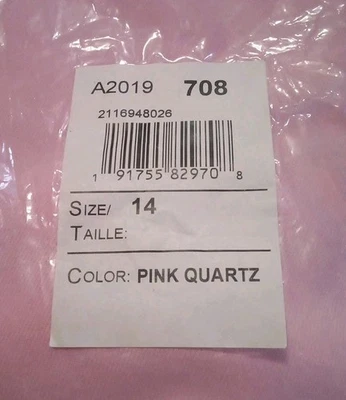 A2019 708
2116948026
1 91755 82970 8
SIZE/ 14
TAILLE:
COLOR: PINK QUARTZ